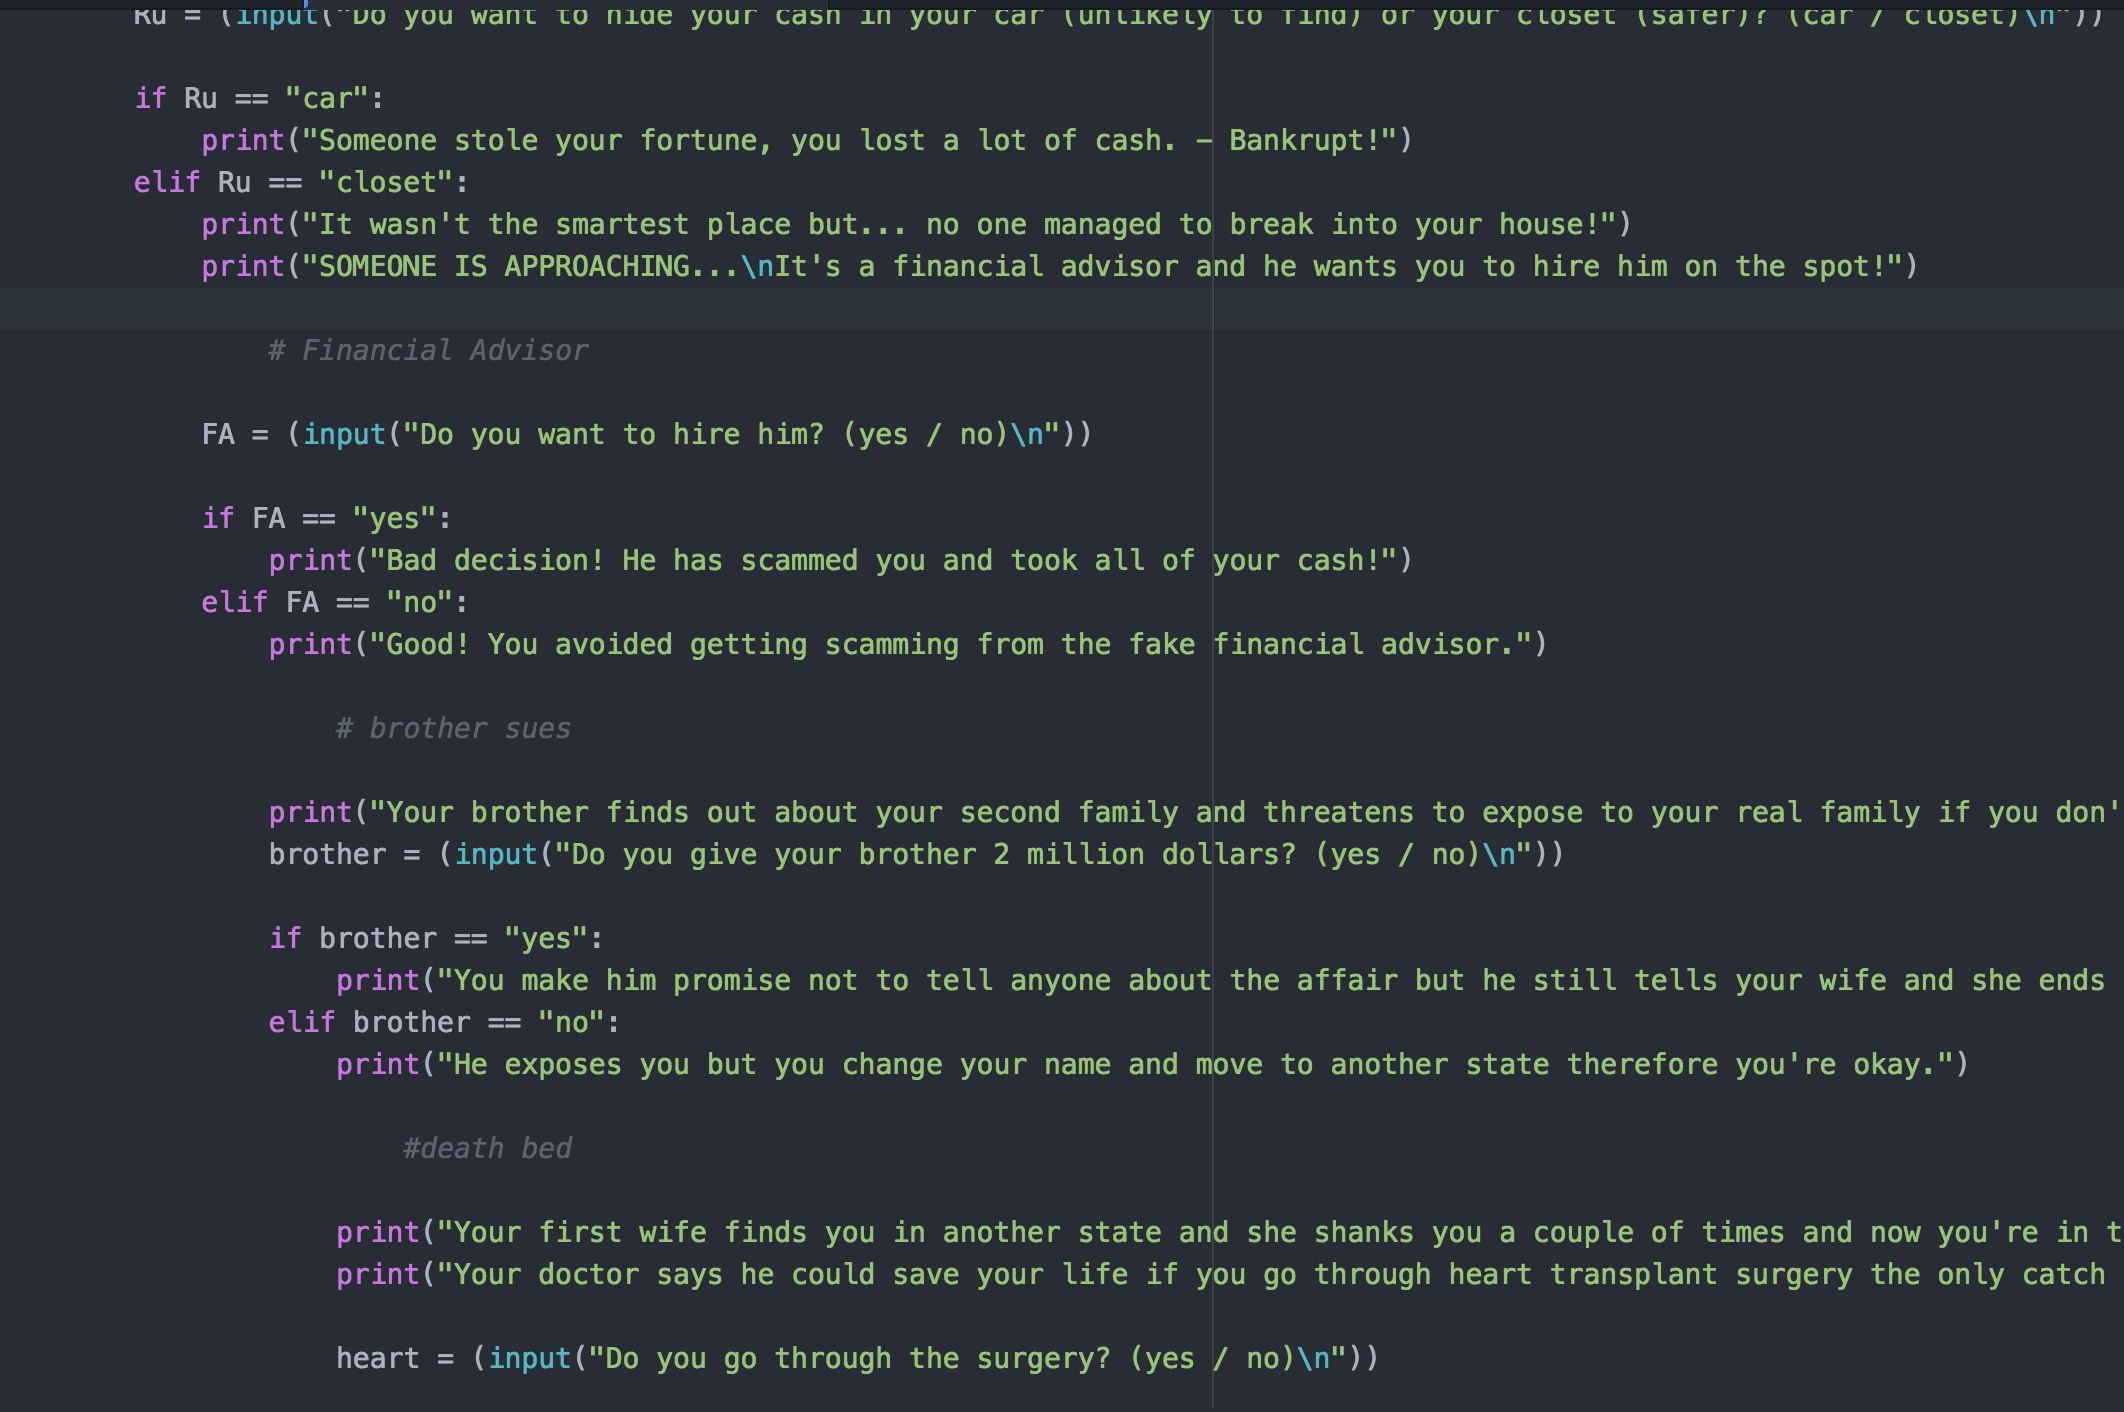 Ru = (input("Do you want to hide your cash in your car (unlikely to find) or your closet (safer)? (car / closet)\n"))
if Ru == "car":
print("Someone stole your fortune, you lost a lot of cash. – Bankrupt!")
elif Ru == "closet":
print("It wasn't the smartest place but... no one managed to break into your house!")
print("SOMEONE IS APPROACHING...\nIt's a financial advisor and he wants you to hire him on the spot!")
# Financial Advisor
FA = (input("Do you want to hire him? (yes / no)\n"))
if FA == "yes":
print("Bad decision! He has scammed you and took all of your cash!")
elif FA == "no":
print("Good! You avoided getting scamming from the fake financial advisor.")
# brother sues
print("Your brother finds out about your second family and threatens to expose to your real family if you don'
brother = (input("Do you give your brother 2 million dollars? (yes / no)\n"))
if brother == "yes":
print("You make him promise not to tell anyone about the affair but he still tells your wife and she ends
elif brother == "no":
print("He exposes you but you change your name and move to another state therefore you're okay.")
#death bed
print("Your first wife finds you in another state and she shanks you a couple of times and now you're in t
print("Your doctor says he could save your life if you go through heart transplant surgery the only catch
heart = (input("Do you go through the surgery? (yes / no)\n"))